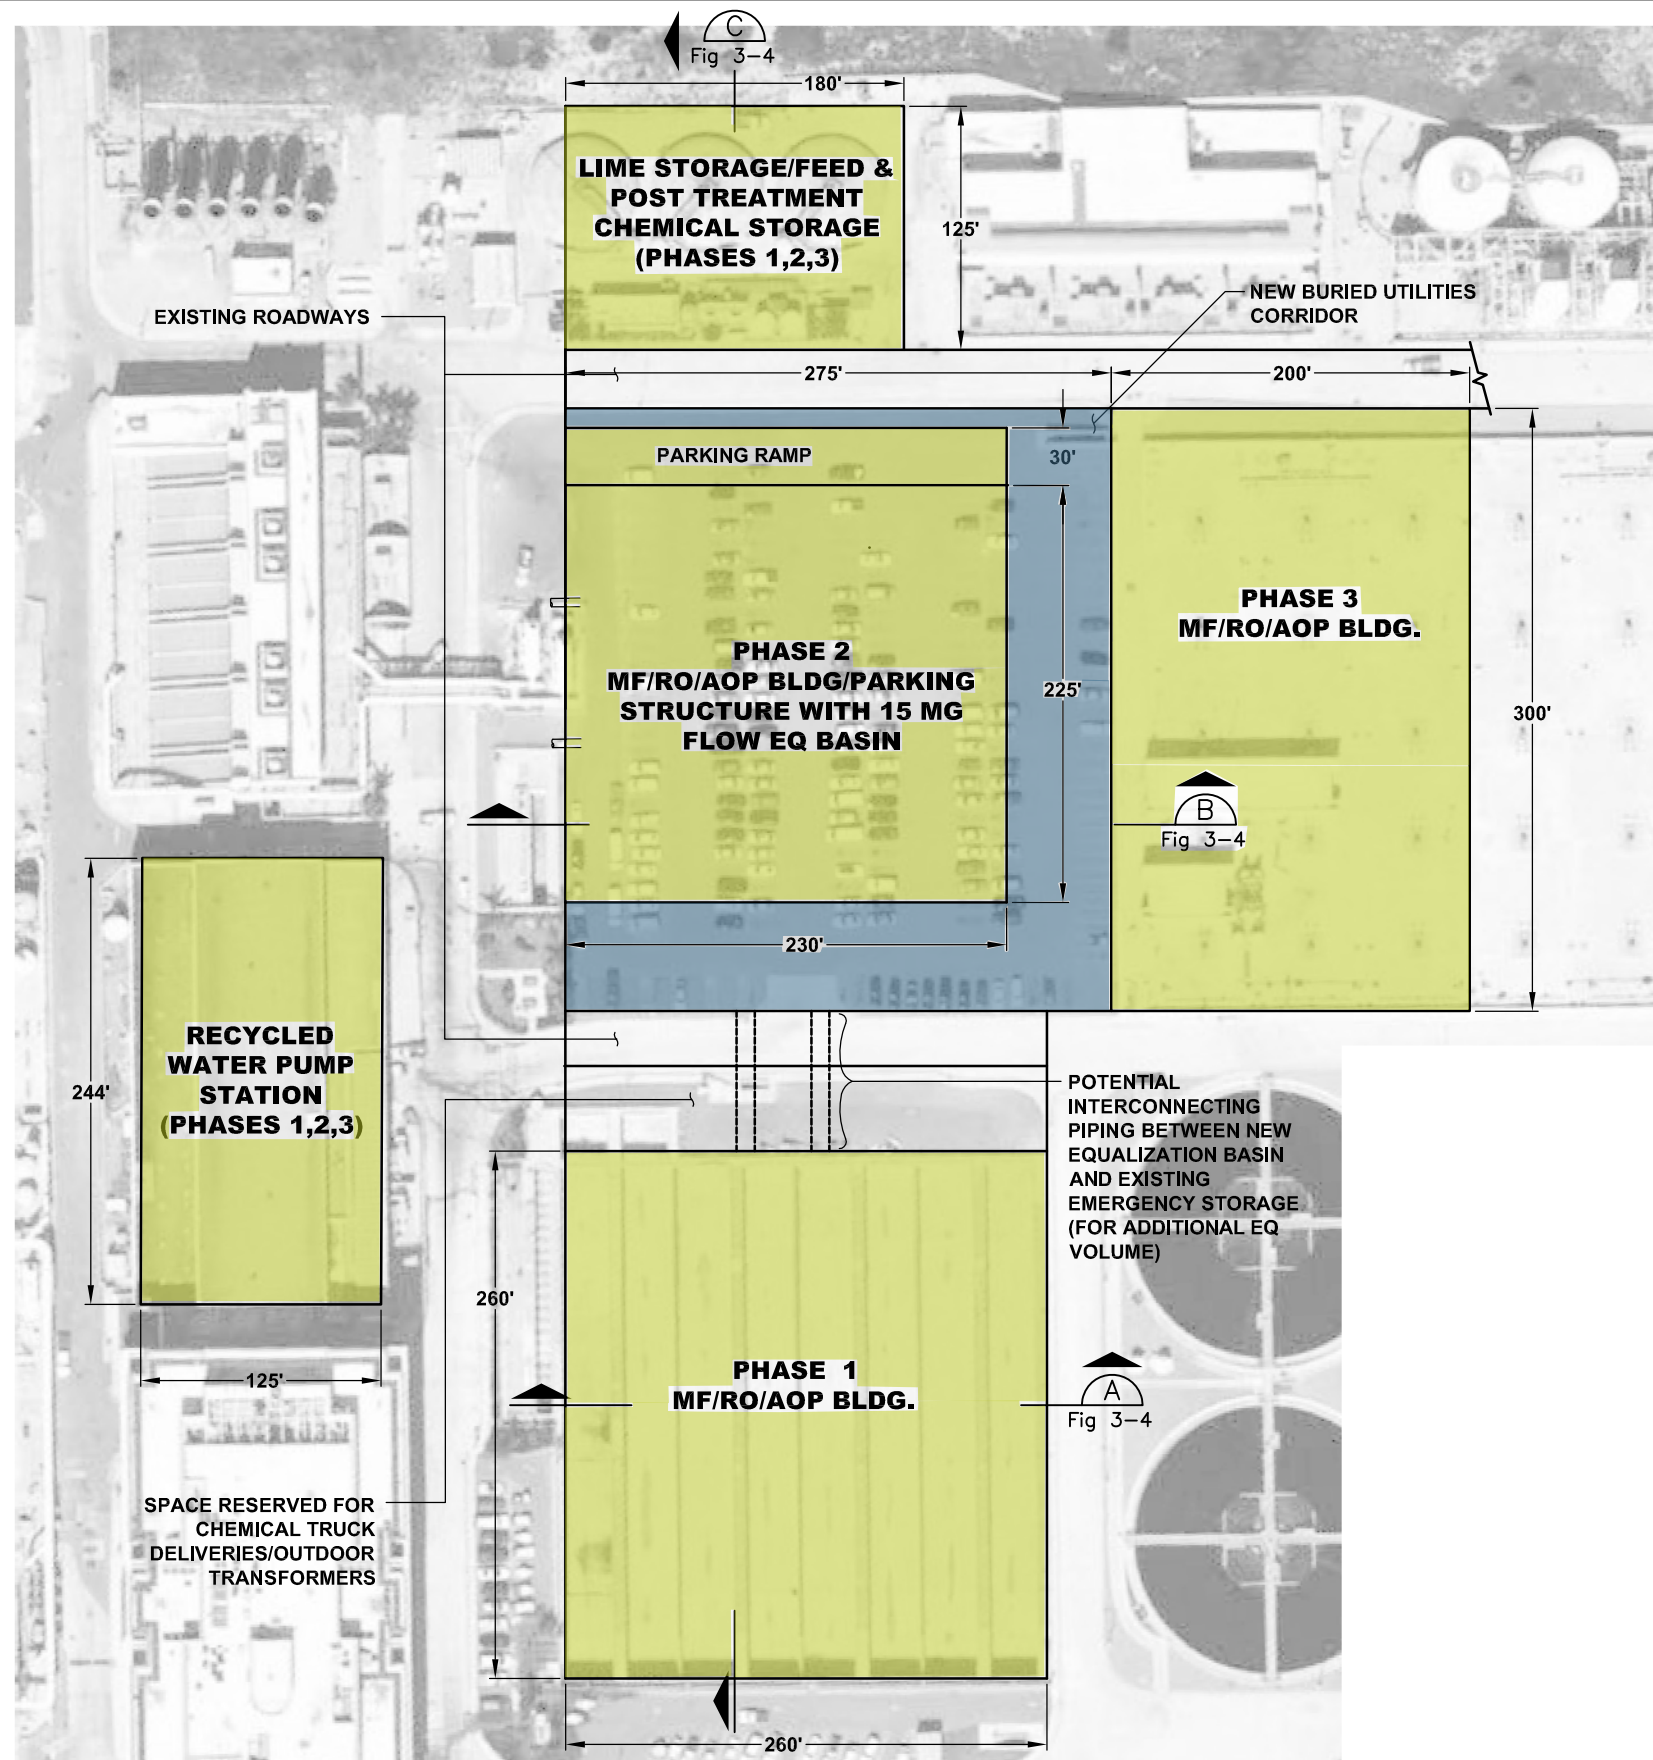 C
Fig 3-4
180'
LIME STORAGE/FEED &
POST TREATMENT
CHEMICAL STORAGE
(PHASES 1,2,3)
125'
NEW BURIED UTILITIES
CORRIDOR
EXISTING ROADWAYS
275'
200'
PARKING RAMP
30'
PHASE 3
MF/RO/AOP BLDG.
PHASE 2
MF/RO/AOP BLDG/PARKING
STRUCTURE WITH 15 MG
FLOW EQ BASIN
225'
300'
B
Fig 3-4
230'
RECYCLED
WATER PUMP
STATION
(PHASES 1,2,3)
244'
125'
POTENTIAL
INTERCONNECTING
PIPING BETWEEN NEW
EQUALIZATION BASIN
AND EXISTING
EMERGENCY STORAGE
(FOR ADDITIONAL EQ
VOLUME)
260'
PHASE 1
MF/RO/AOP BLDG.
A
Fig 3-4
SPACE RESERVED FOR
CHEMICAL TRUCK
DELIVERIES/OUTDOOR
TRANSFORMERS
260'